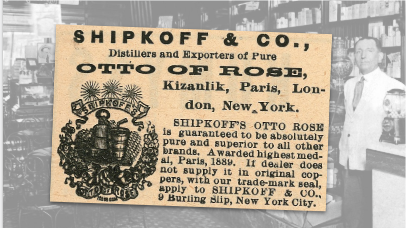 SHIPKOFF & CO.,
Distillers and Exporters of Pure
OTTO OF ROSE,
Kizanlik, Paris, Lon-
don, New York.
SHIPKOFF'S
SHIPKOFF'S OTTO ROSE
is guaranteed to be absolutely
pure and superior to all other
brands. Awarded highest med-
al, Paris, 1889. If dealer does
not supply it in original cop-
pers, with our trade-mark seal,
apply to SHIPKOFF & CO.,
9 Burling Slip, New York City.